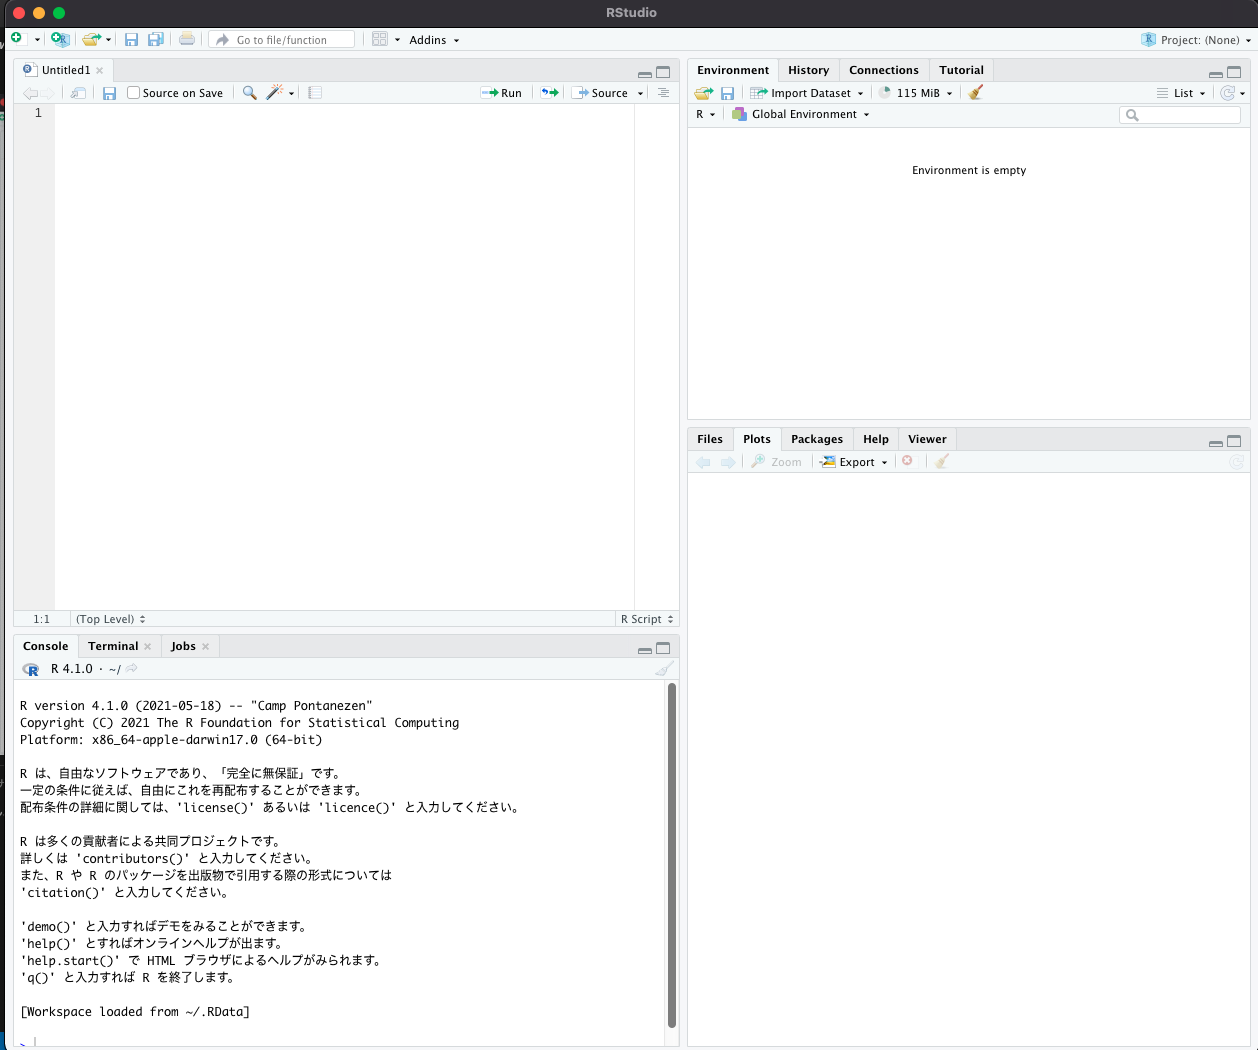 RStudio
Go to file/function
Addins
Project: (None)
Untitled1
Source on Save
Run
Source
1
1:1
(Top Level)
R Script
Console
Terminal
Jobs
R 4.1.0 · ~/
R version 4.1.0 (2021-05-18) -- "Camp Pontanezen"
Copyright (C) 2021 The R Foundation for Statistical Computing
Platform: x86_64-apple-darwin17.0 (64-bit)
R は、自由なソフトウェアであり、「完全に無保証」です。
一定の条件に従えば、自由にこれを再配布することができます。
配布条件の詳細に関しては、'license()' あるいは 'licence()' と入力してください。
R は多くの貢献者による共同プロジェクトです。
詳しくは 'contributors()' と入力してください。
また、R や R のパッケージを出版物で引用する際の形式については
'citation()' と入力してください。
'demo()' と入力すればデモをみることができます。
'help()' とすればオンラインヘルプが出ます。
'help.start()' で HTML ブラウザによるヘルプがみられます。
'q()' と入力すれば R を終了します。
[Workspace loaded from ~/.RData]
>
Environment
History
Connections
Tutorial
Import Dataset
115 MiB
List
R
Global Environment
Environment is empty
Files
Plots
Packages
Help
Viewer
Zoom
Export